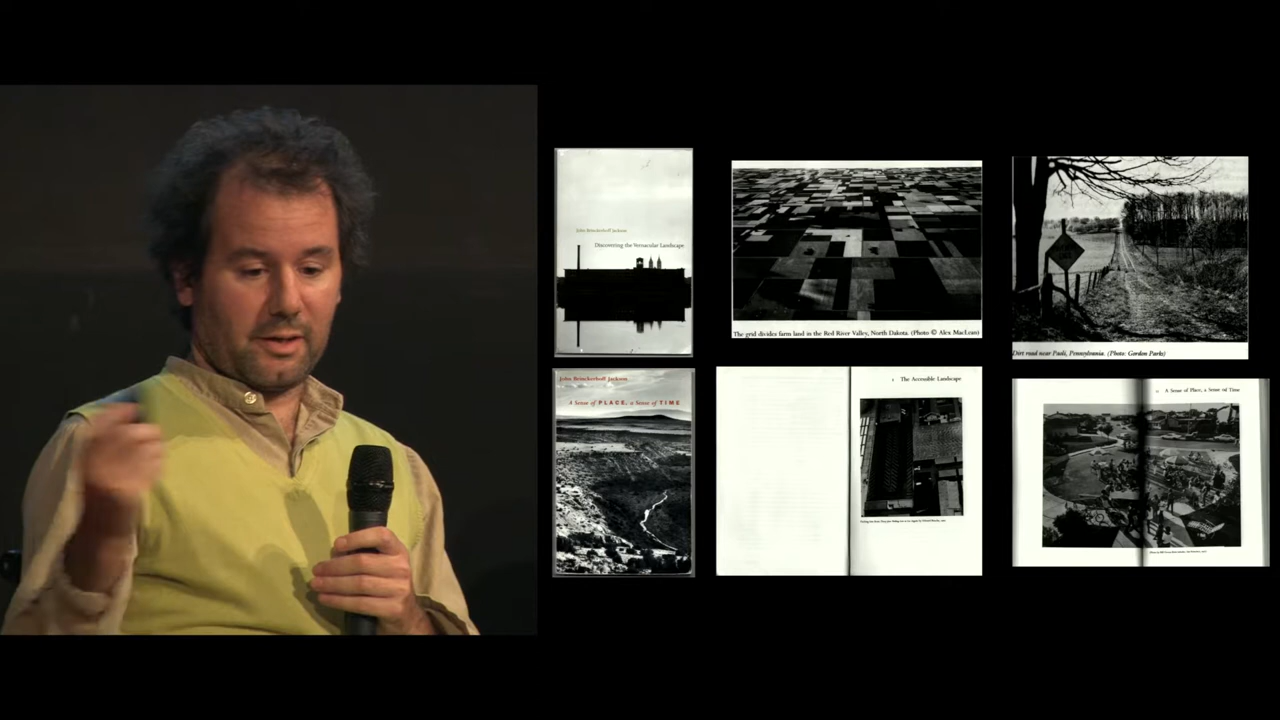 John Brinckerhoff Jackson
Discovering the Vernacular Landscape
The grid divides farm land in the Red River Valley, North Dakota. (Photo © Alex MacLean)
Dirt road near Paoli, Pennsylvania. (Photo: Gordon Parks)
John Brinckerhoff Jackson
A Sense of PLACE, a Sense of TIME
The Accessible Landscape
A Sense of Place, a Sense of Time